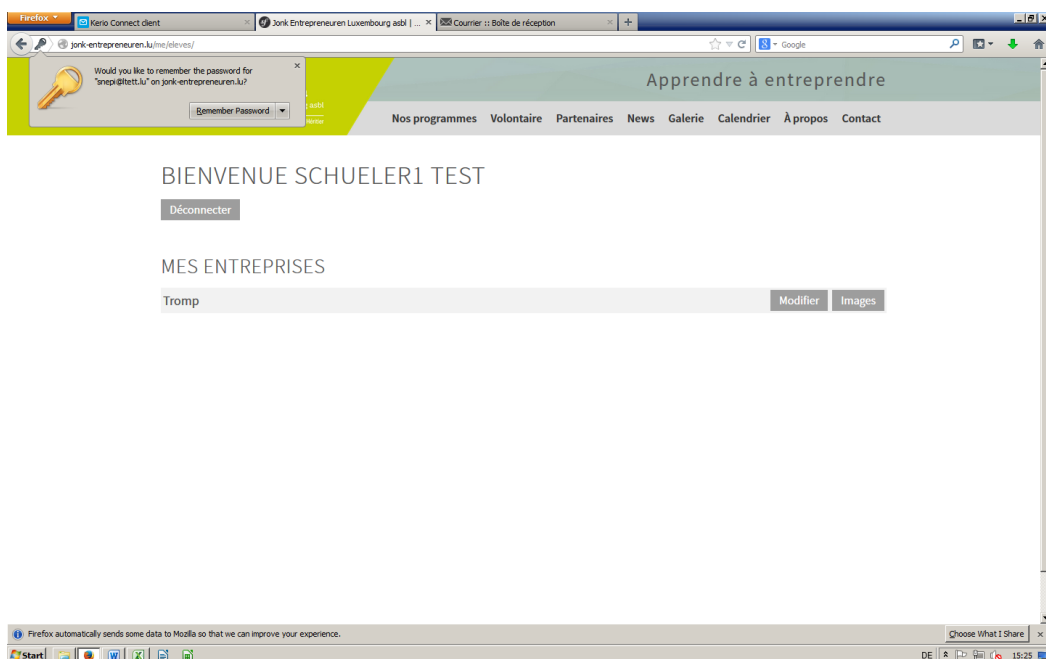 Firefox
Kerio Connect client
Jonk Entrepreneuren Luxembourg asbl | ...
Courrier :: Boîte de réception
jonk-entrepreneuren.lu/me/eleves/
Google
Would you like to remember the password for
"snepi@ltett.lu" on jonk-entrepreneuren.lu?
Remember Password
asbl
Apprendre à entreprendre
Nos programmes Volontaire Partenaires News Galerie Calendrier À propos Contact
BIENVENUE SCHUELER1 TEST
Déconnecter
MES ENTREPRISES
Tromp
Modifier Images
Firefox automatically sends some data to Mozilla so that we can improve your experience.
Choose What I Share
Start
DE
15:25